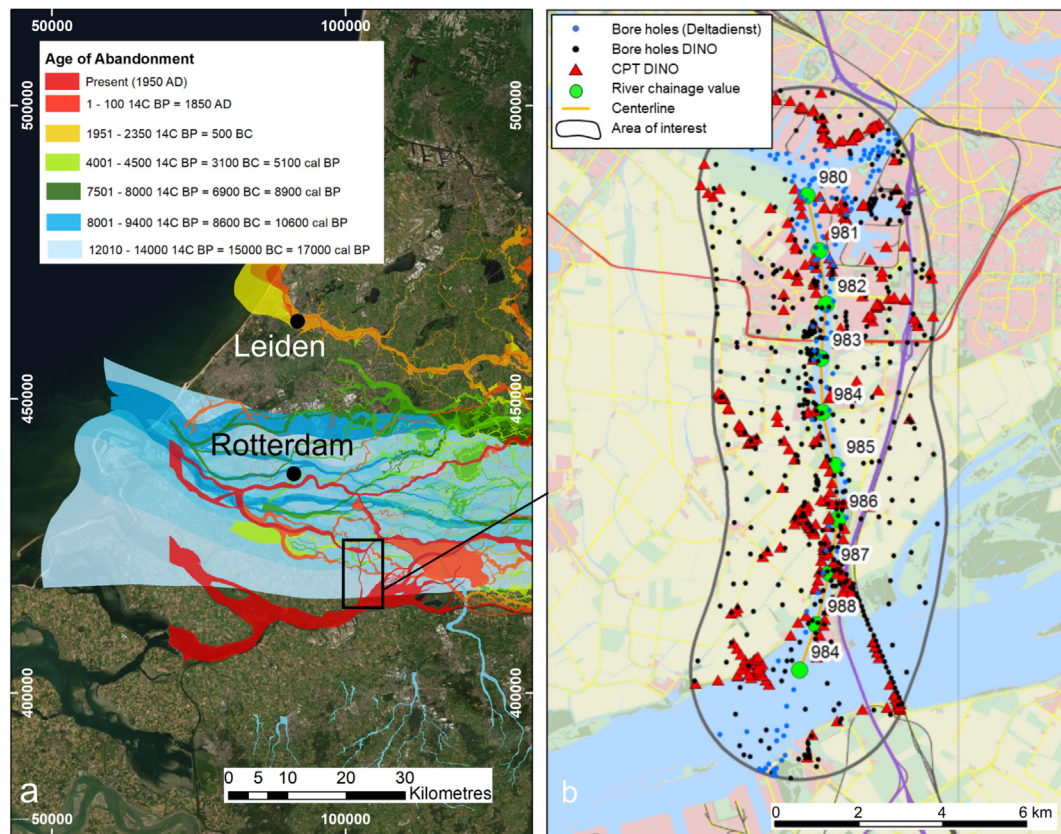 50000
100000
Age of Abandonment
Present (1950 AD)
1 - 100 14C BP = 1850 AD
1951 - 2350 14C BP = 500 BC
4001 - 4500 14C BP = 3100 BC = 5100 cal BP
7501 - 8000 14C BP = 6900 BC = 8900 cal BP
8001 - 9400 14C BP = 8600 BC = 10600 cal BP
12010 - 14000 14C BP = 15000 BC = 17000 cal BP
500000
500000
Leiden
450000
450000
Rotterdam
400000
400000
0 5 10 20 30
Kilometres
a
50000
100000
Bore holes (Deltadienst)
Bore holes DINO
CPT DINO
River chainage value
Centerline
Area of interest
980
981
982
983
984
985
986
987
988
984
b
0 2 4 6 km